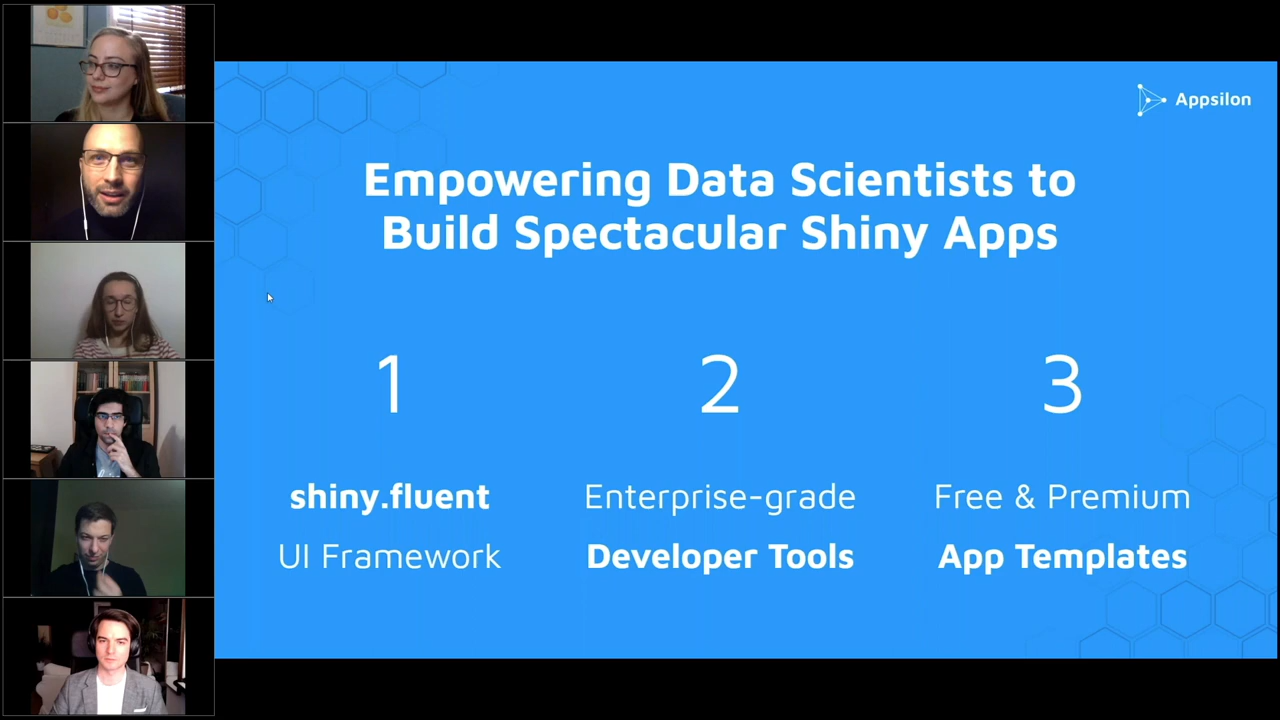 Appsilon
Empowering Data Scientists to
Build Spectacular Shiny Apps
1
2
3
shiny.fluent
UI Framework
Enterprise-grade
Developer Tools
Free & Premium
App Templates